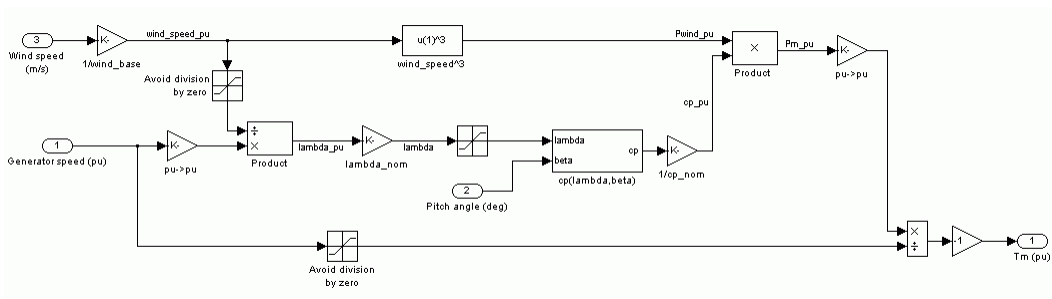 3
Wind speed
(m/s)
K-
1/wind_base
wind_speed_pu
u(1)^3
wind_speed^3
Pwind_pu
×
Product
Pm_pu
K-
pu->pu
Avoid division
by zero
cp_pu
1
Generator speed (pu)
K-
pu->pu
÷
×
Product
lambda_pu
K-
lambda_nom
lambda
lambda
beta
cp
cp(lambda,beta)
K-
1/cp_nom
2
Pitch angle (deg)
Avoid division
by zero
×
÷
-1
1
Tm (pu)